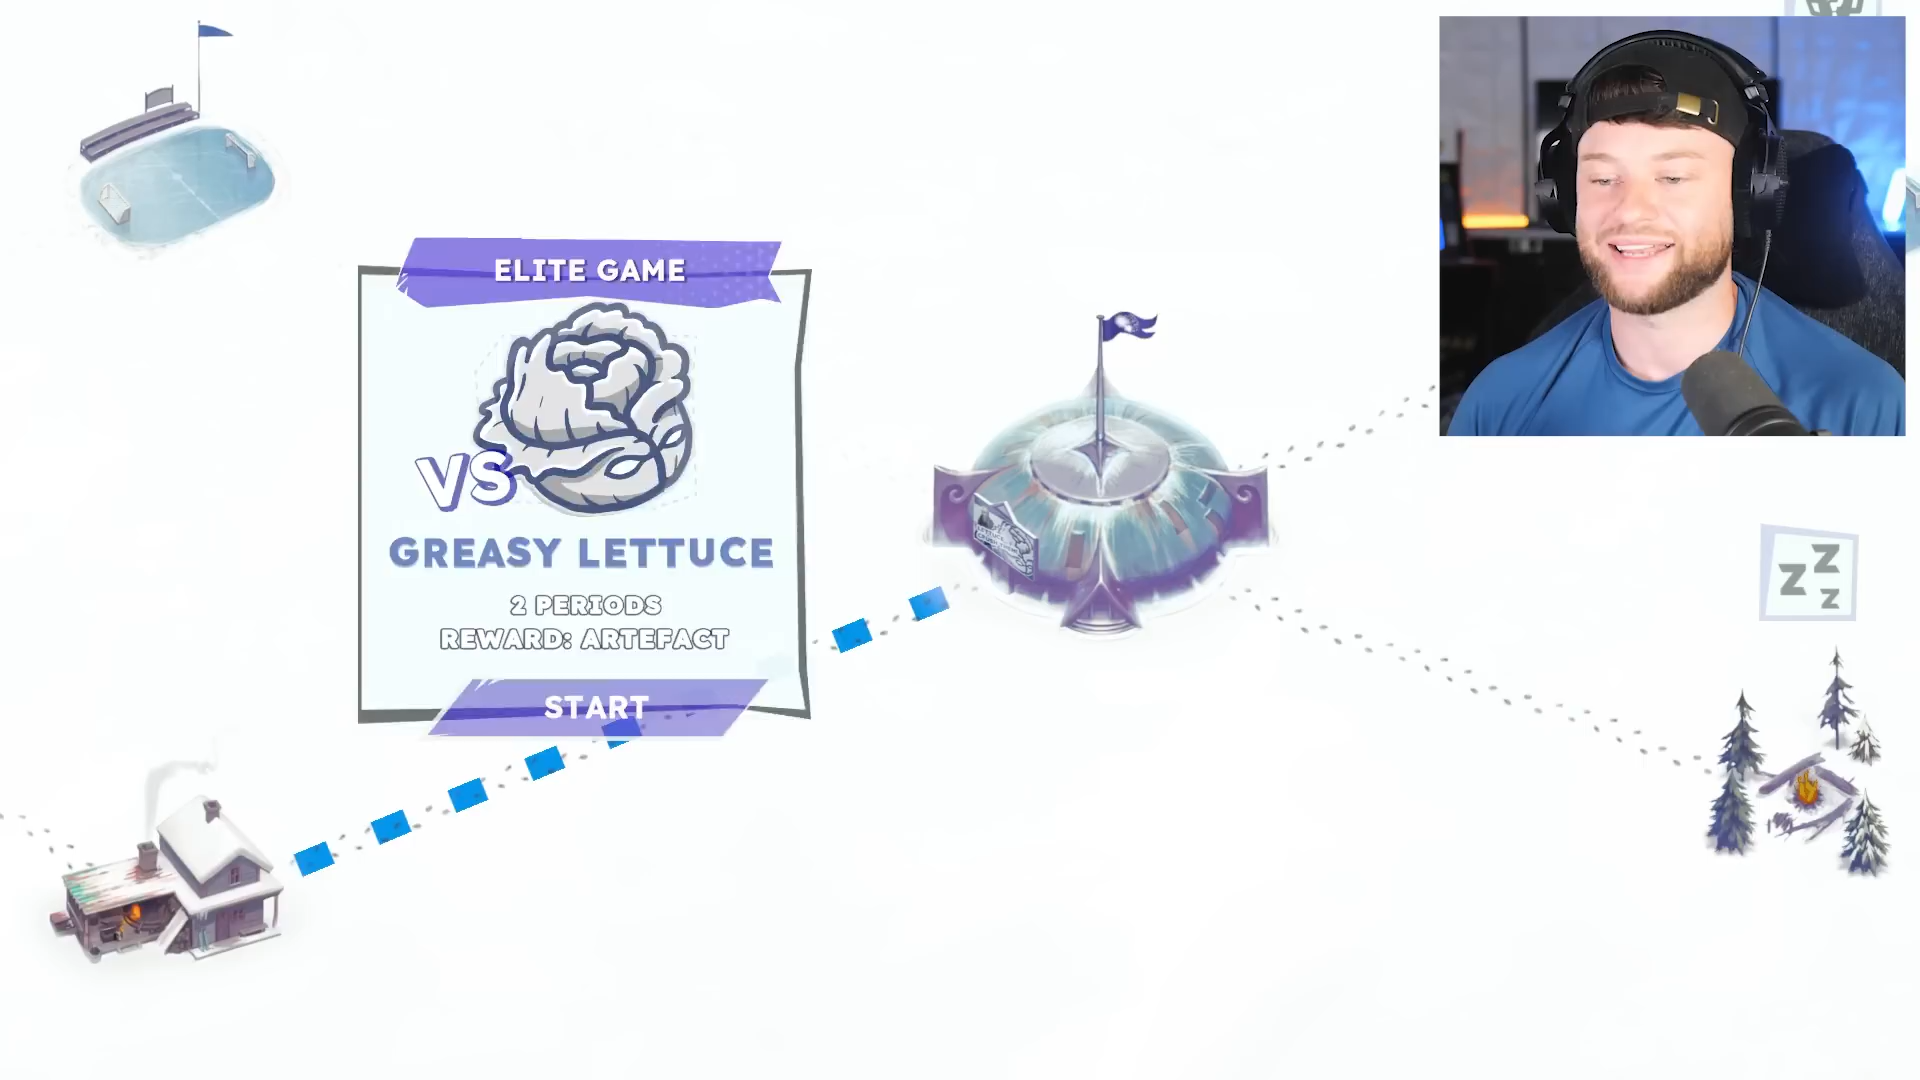 ELITE GAME
VS
GREASY LETTUCE
2 PERIODS
REWARD: ARTEFACT
START
Z Z Z